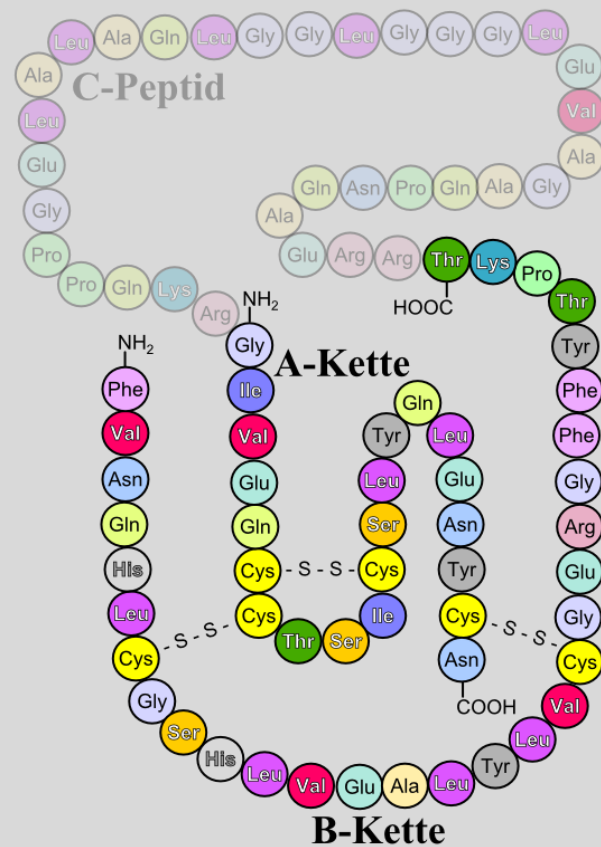 Leu Ala Gln Leu Gly Gly Leu Gly Gly Gly Leu
Ala Glu
C-Peptid
Leu Val
Glu Ala
Gln Asn Pro Gln Ala Gly
Gly Ala
Pro Glu Arg Arg Thr Lys Pro
Pro Gln Lys Arg NH2 HOOC Thr
NH2 Gly Tyr
A-Kette
Phe Ile Gln Phe
Val Val Tyr Leu Phe
Asn Glu Leu Glu Gly
Gln Gln Ser Asn Arg
His Cys - - S - - S - - Cys Tyr Glu
Leu Cys Ile Cys Gly
- - S - S - - Thr Ser - - S - S - -
Cys Asn Cys
Gly COOH Val
Ser Leu
His Leu Val Glu Ala Leu Tyr
B-Kette